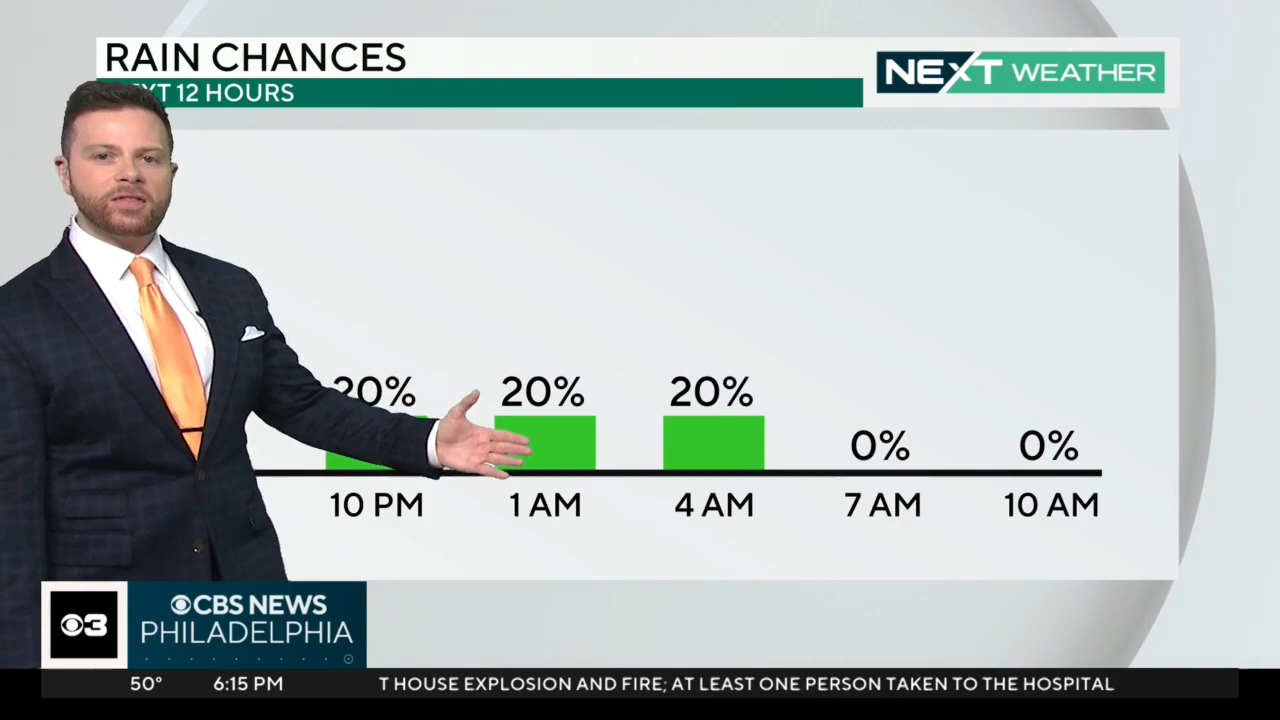 RAIN CHANCES
NEXT 12 HOURS
NEXT WEATHER
20% 20% 20% 0% 0%
10 PM 1 AM 4 AM 7 AM 10 AM
3 CBS NEWS
PHILADELPHIA
50° 6:15 PM T HOUSE EXPLOSION AND FIRE; AT LEAST ONE PERSON TAKEN TO THE HOSPITAL